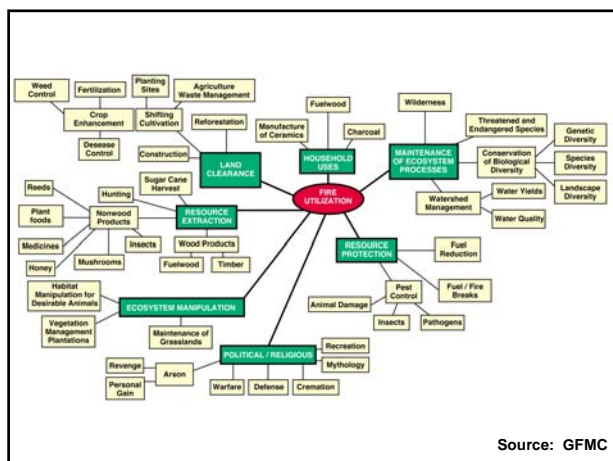 Weed
Control
Fertilization
Planting
Sites
Agriculture
Waste Management
Crop
Enhancement
Shifting
Cultivation
Desease
Control
Reforestation
Construction
LAND
CLEARANCE
Fuelwood
Manufacture
of Ceramics
Charcoal
HOUSEHOLD
USES
Wilderness
Threatened and
Endangered Species
MAINTENANCE
OF ECOSYSTEM
PROCESSES
Conservation
of Biological
Diversity
Genetic
Diversity
Species
Diversity
Landscape
Diversity
Watershed
Management
Water Yields
Water Quality
FIRE
UTILIZATION
Sugar Cane
Harvest
Hunting
RESOURCE
EXTRACTION
Reeds
Plant
foods
Nonwood
Products
Medicines
Honey
Mushrooms
Insects
Wood Products
Fuelwood
Timber
RESOURCE
PROTECTION
Fuel
Reduction
Fuel / Fire
Breaks
Pest
Control
Animal Damage
Insects
Pathogens
Habitat
Manipulation for
Desirable Animals
ECOSYSTEM MANIPULATION
Vegetation
Management
Plantations
Maintenance of
Grasslands
POLITICAL / RELIGIOUS
Recreation
Mythology
Revenge
Arson
Personal
Gain
Warfare
Defense
Cremation
Source: GFMC